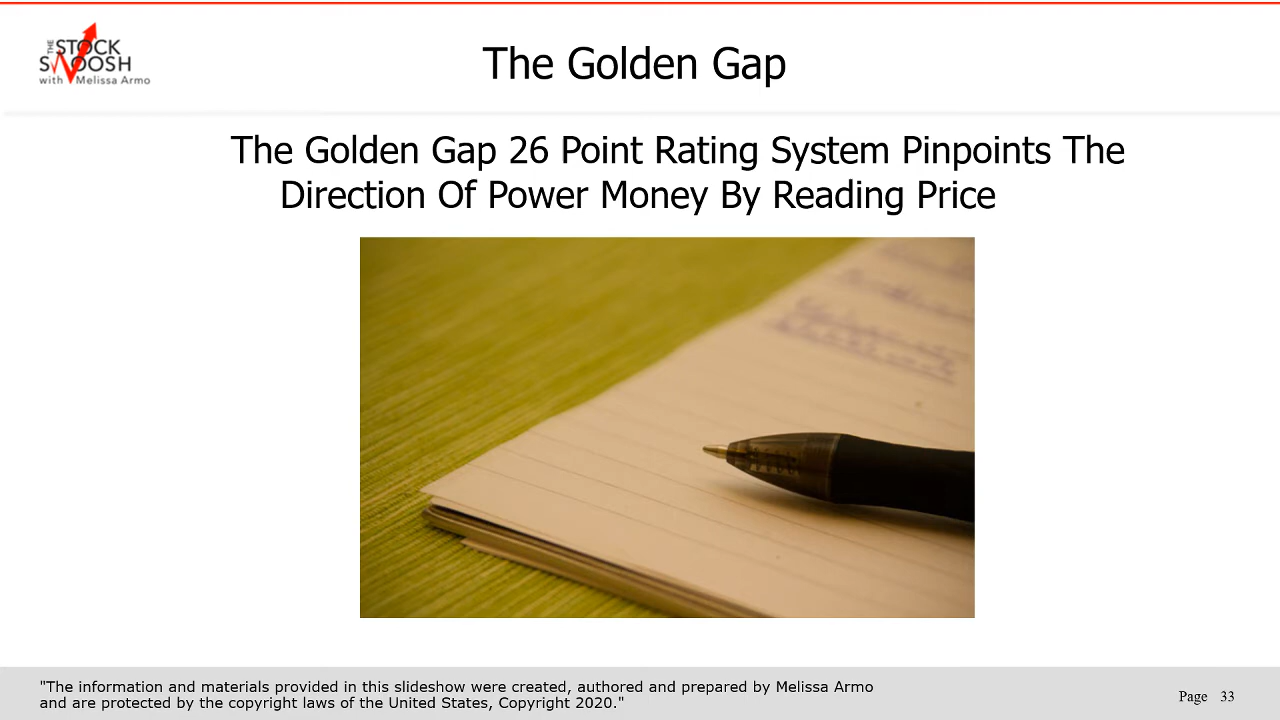 THE STOCK
SWOOSH
with Melissa Armo
The Golden Gap
The Golden Gap 26 Point Rating System Pinpoints The
Direction Of Power Money By Reading Price
"The information and materials provided in this slideshow were created, authored and prepared by Melissa Armo
and are protected by the copyright laws of the United States, Copyright 2020."
Page 33